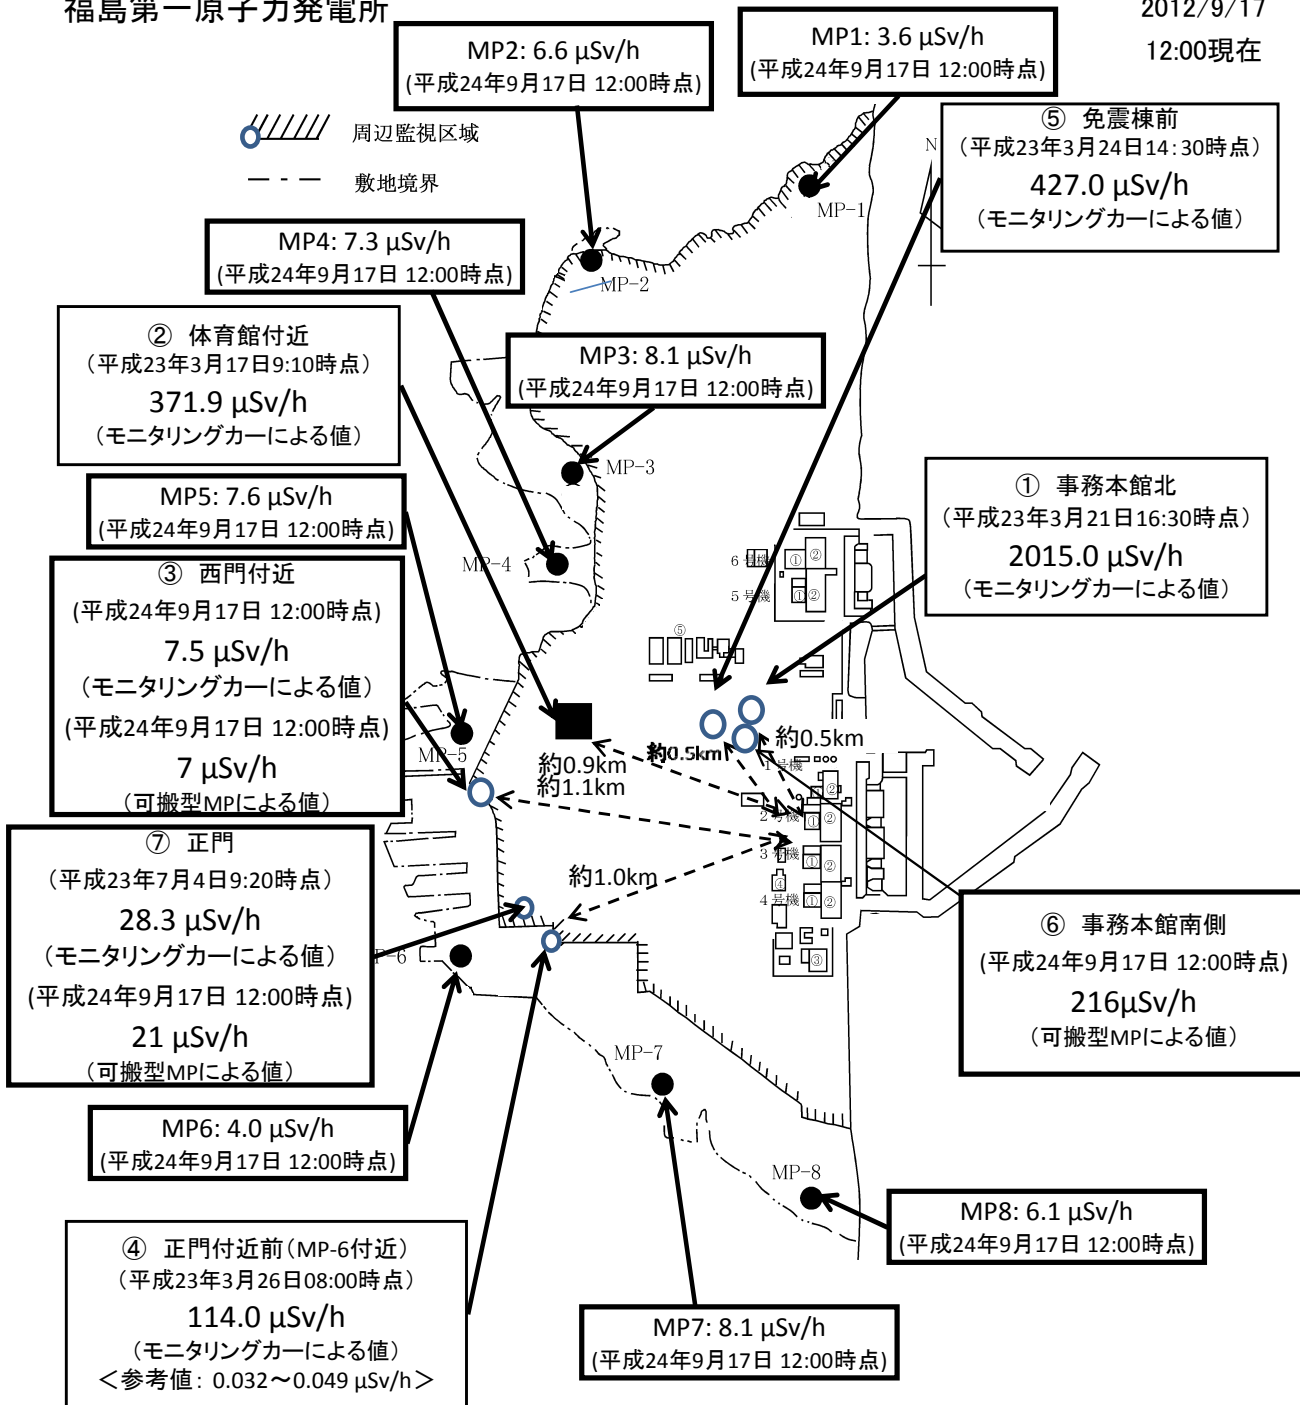 福島第一原子力発電所
2012/9/17
12:00現在
MP2: 6.6 μSv/h
(平成24年9月17日 12:00時点)
MP1: 3.6 μSv/h
(平成24年9月17日 12:00時点)
周辺監視区域
敷地境界
⑤ 免震棟前
(平成23年3月24日14:30時点)
427.0 μSv/h
(モニタリングカーによる値)
N
MP-1
MP4: 7.3 μSv/h
(平成24年9月17日 12:00時点)
MP-2
② 体育館付近
(平成23年3月17日9:10時点)
371.9 μSv/h
(モニタリングカーによる値)
MP3: 8.1 μSv/h
(平成24年9月17日 12:00時点)
MP-3
MP5: 7.6 μSv/h
(平成24年9月17日 12:00時点)
① 事務本館北
(平成23年3月21日16:30時点)
2015.0 μSv/h
(モニタリングカーによる値)
MP-4
6号機
① ②
5号機
① ②
③ 西門付近
(平成24年9月17日 12:00時点)
7.5 μSv/h
(モニタリングカーによる値)
(平成24年9月17日 12:00時点)
7 μSv/h
(可搬型MPによる値)
⑤
MP-5
約0.9km
約1.1km
約0.5km
約0.5km
1号機
②
2号機
① ②
3号機
① ②
④
4号機
① ②
③
⑦ 正門
(平成23年7月4日9:20時点)
28.3 μSv/h
(モニタリングカーによる値)
(平成24年9月17日 12:00時点)
21 μSv/h
(可搬型MPによる値)
約1.0km
P-6
⑥ 事務本館南側
(平成24年9月17日 12:00時点)
216μSv/h
(可搬型MPによる値)
MP-7
MP6: 4.0 μSv/h
(平成24年9月17日 12:00時点)
MP-8
MP8: 6.1 μSv/h
(平成24年9月17日 12:00時点)
④ 正門付近前(MP-6付近)
(平成23年3月26日08:00時点)
114.0 μSv/h
(モニタリングカーによる値)
<参考値: 0.032~0.049 μSv/h>
MP7: 8.1 μSv/h
(平成24年9月17日 12:00時点)